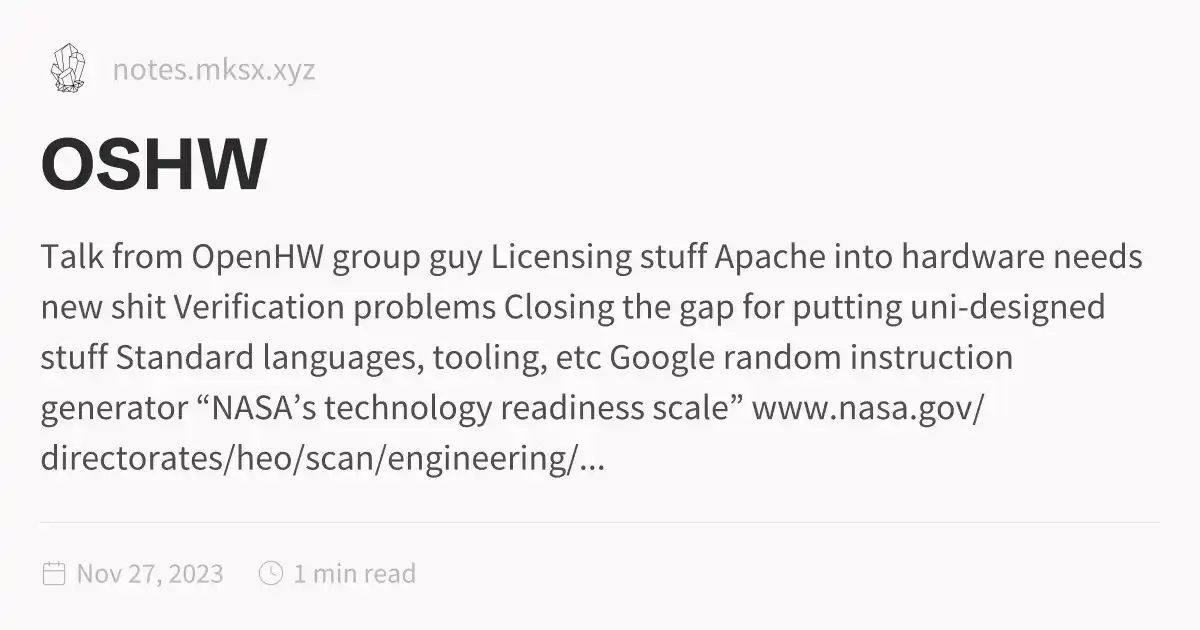 notes.mksx.xyz
OSHW
Talk from OpenHW group guy Licensing stuff Apache into hardware needs
new shit Verification problems Closing the gap for putting uni-designed
stuff Standard languages, tooling, etc Google random instruction
generator “NASA’s technology readiness scale” www.nasa.gov/
directorates/heo/scan/engineering/...
Nov 27, 2023 1 min read